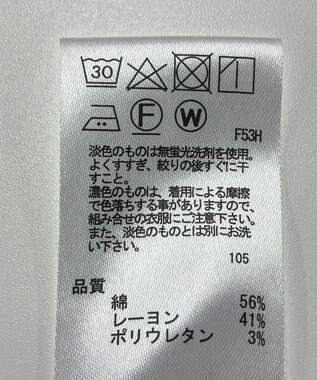 30
F W
F53H
淡色のものは無蛍光洗剤を使用。
よくすすぎ、絞りの後すぐに干
すこと。
濃色のものは、着用による摩擦
で色落ちする事がありますので、
組み合せの衣服にご注意下さい。
また、淡色のものとは別にお洗
い下さい。
105
品質
綿 56%
レーヨン 41%
ポリウレタン 3%